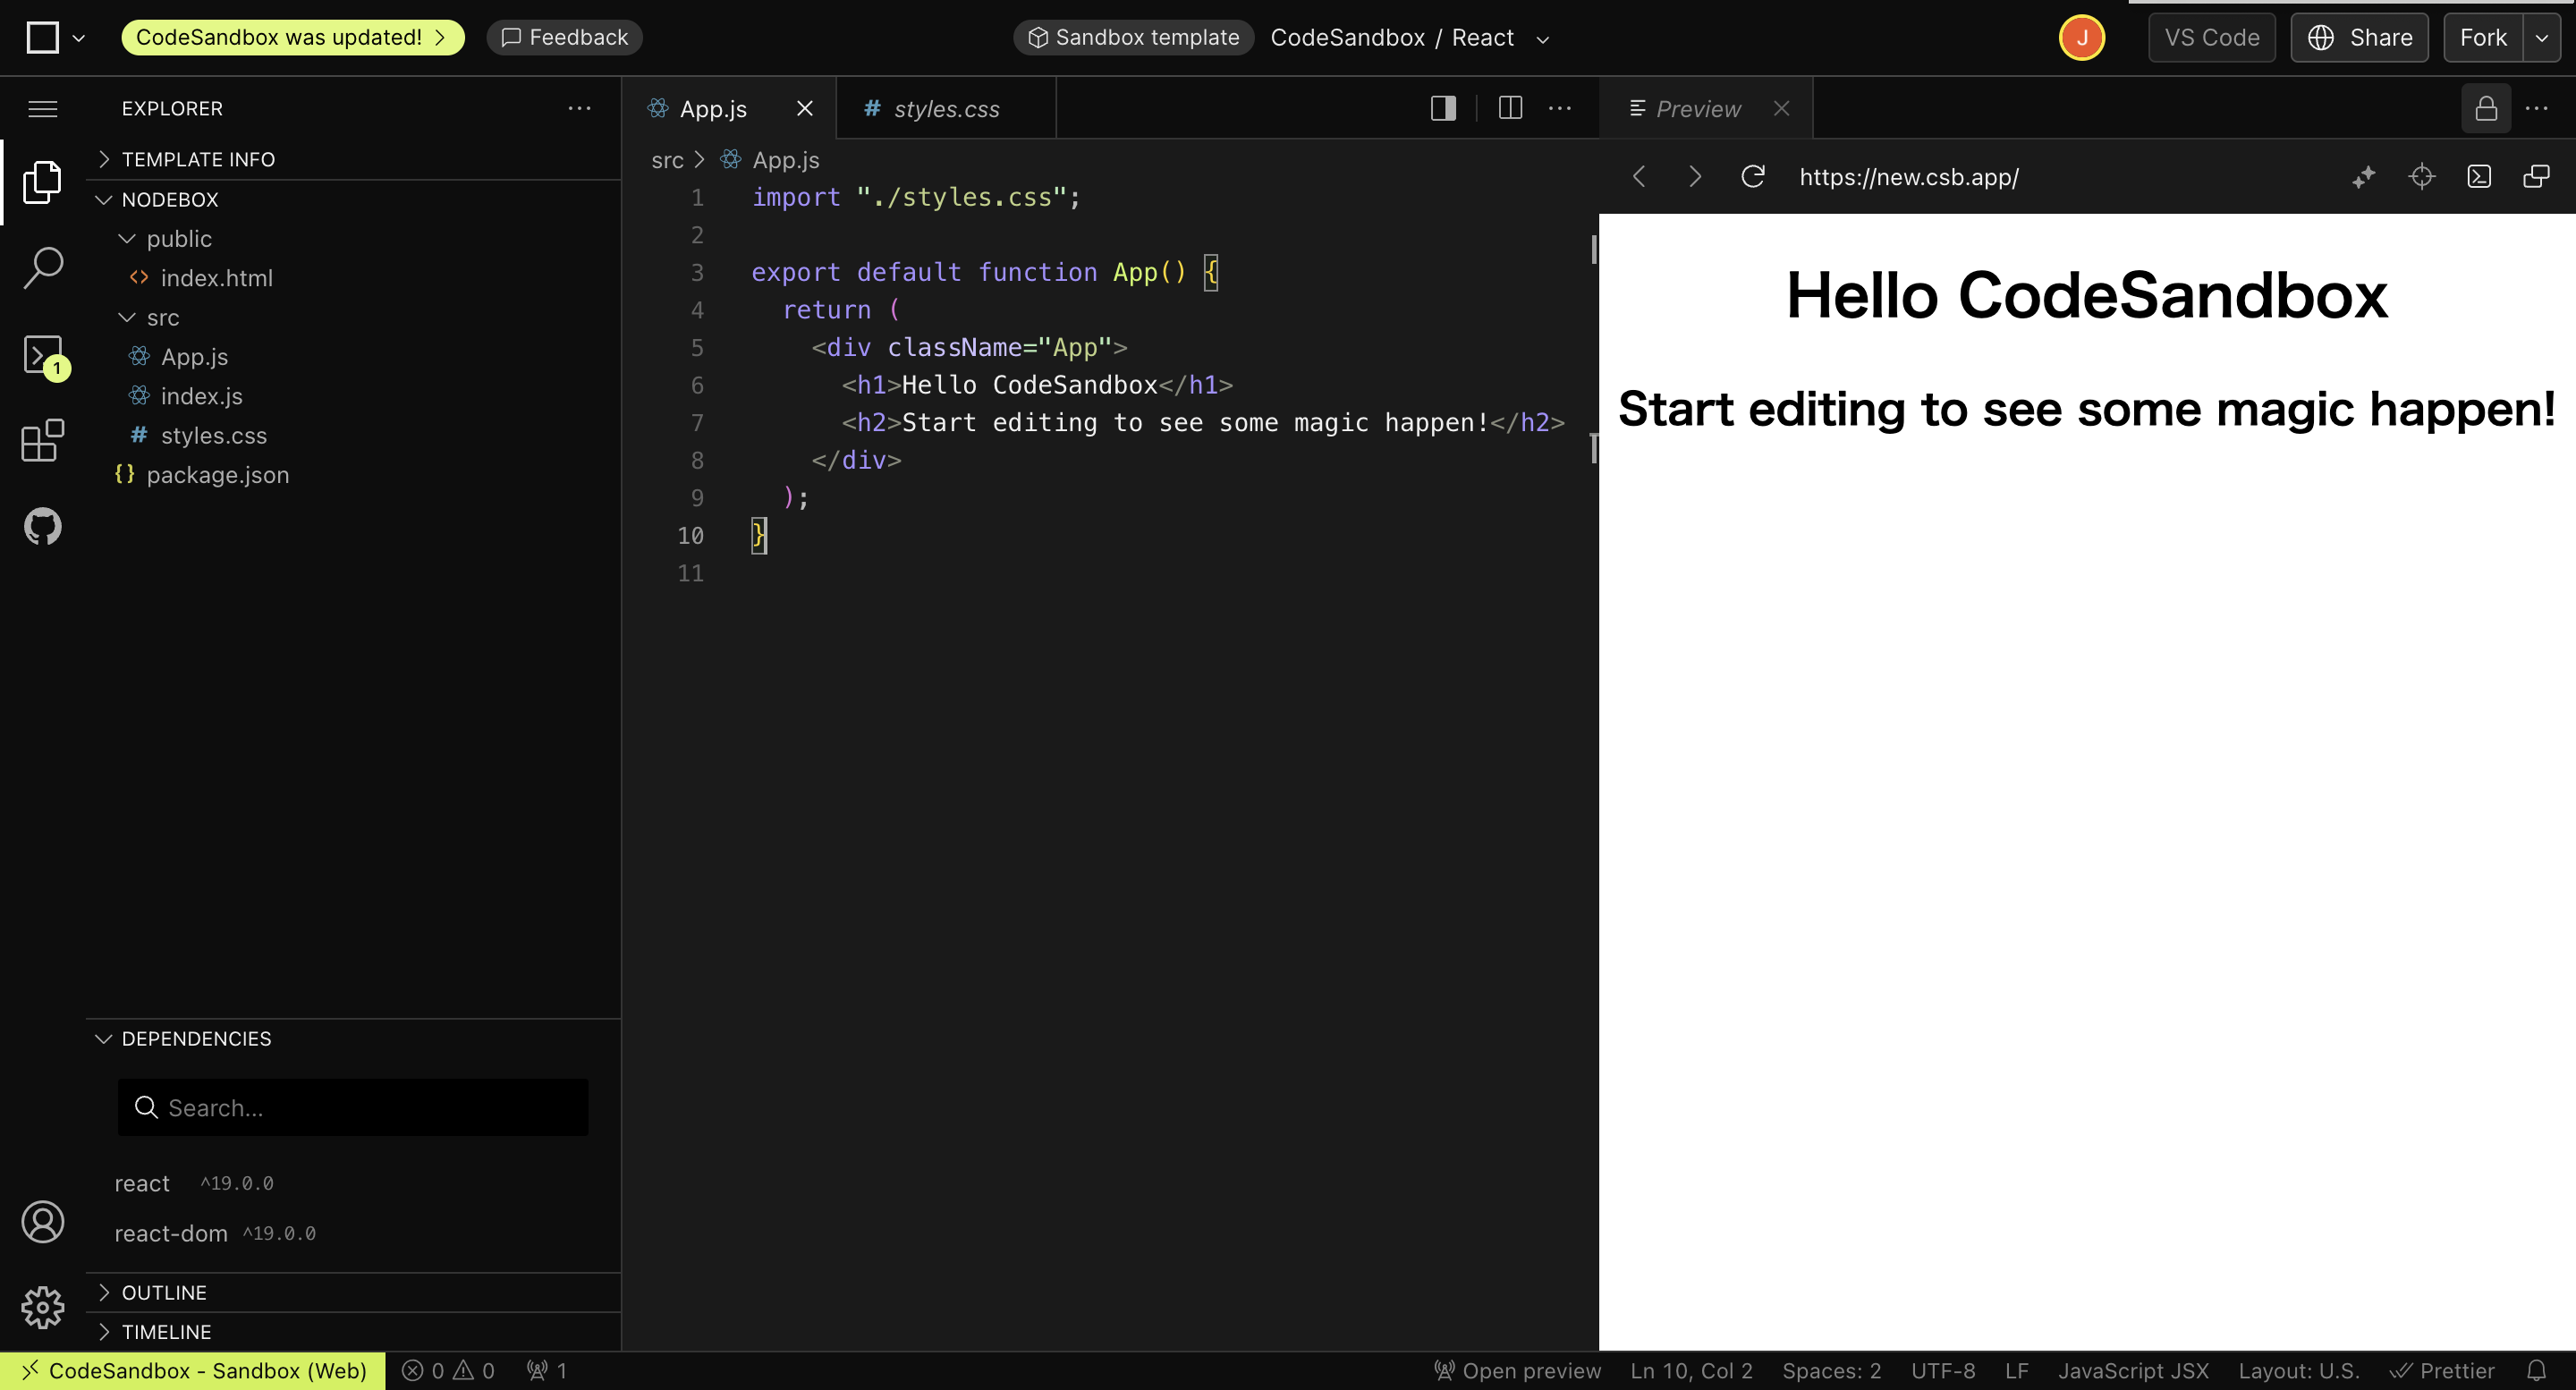 CodeSandbox was updated!
Feedback
Sandbox template
CodeSandbox / React
J
VS Code
Share
Fork
EXPLORER
TEMPLATE INFO
NODEBOX
public
index.html
src
App.js
index.js
styles.css
package.json
1
DEPENDENCIES
Search...
react ^19.0.0
react-dom ^19.0.0
OUTLINE
TIMELINE
App.js
styles.css
src > App.js
1 import "./styles.css";
2
3 export default function App() {
4 return (
5 <div className="App">
6 <h1>Hello CodeSandbox</h1>
7 <h2>Start editing to see some magic happen!</h2>
8 </div>
9 );
10 }
11
Preview
https://new.csb.app/
Hello CodeSandbox
Start editing to see some magic happen!
CodeSandbox - Sandbox (Web)
0 0 1
Open preview
Ln 10, Col 2
Spaces: 2
UTF-8
LF
JavaScript JSX
Layout: U.S.
Prettier